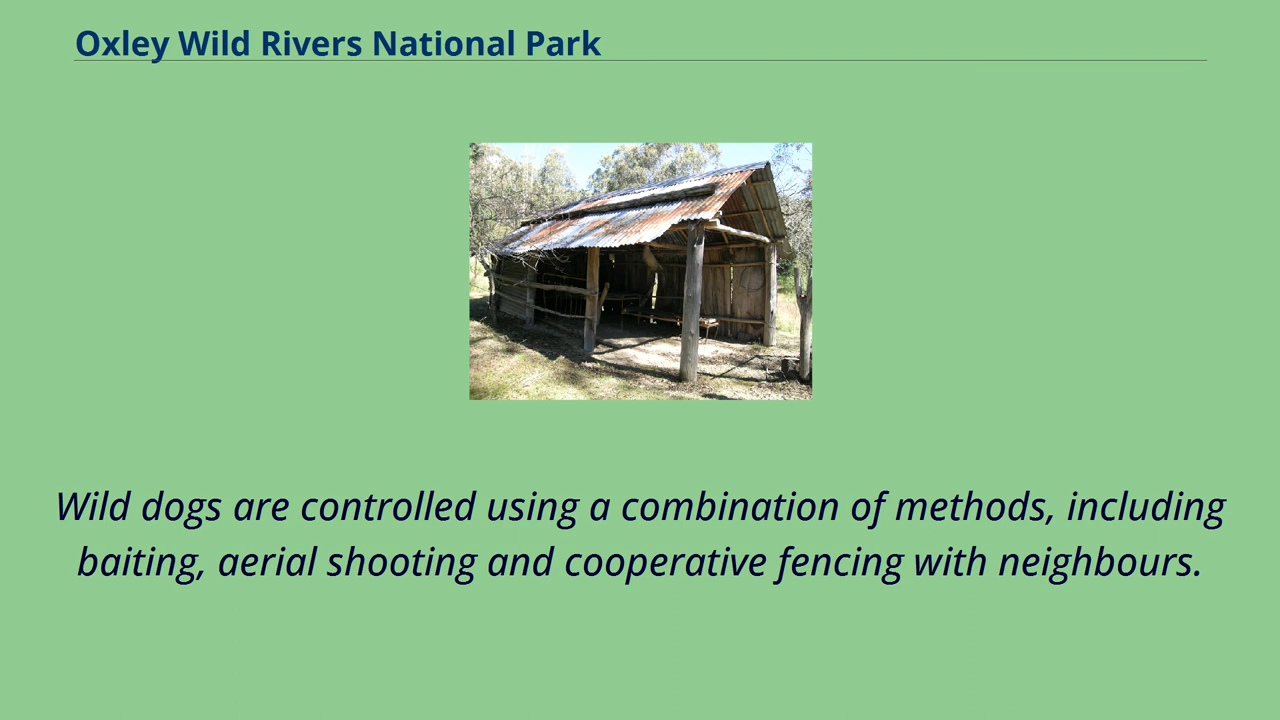 Oxley Wild Rivers National Park
Wild dogs are controlled using a combination of methods, including
baiting, aerial shooting and cooperative fencing with neighbours.